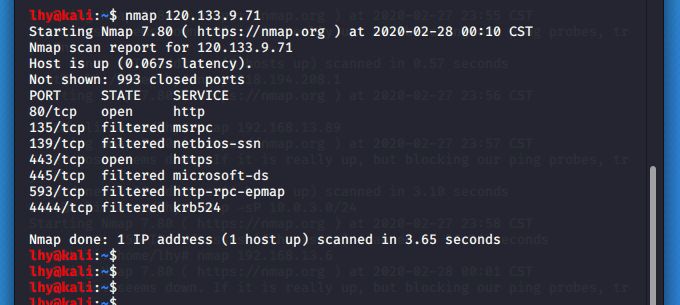 lhy@kali:~$ nmap 120.133.9.71
Starting Nmap 7.80 ( https://nmap.org ) at 2020-02-28 00:10 CST
Nmap scan report for 120.133.9.71
Host is up (0.067s latency).
Not shown: 993 closed ports
PORT     STATE    SERVICE
80/tcp   open     http
135/tcp  filtered msrpc
139/tcp  filtered netbios-ssn
443/tcp  open     https
445/tcp  filtered microsoft-ds
593/tcp  filtered http-rpc-epmap
4444/tcp filtered krb524
Nmap done: 1 IP address (1 host up) scanned in 3.65 seconds
lhy@kali:~$
lhy@kali:~$
lhy@kali:~$
lhy@kali:~$